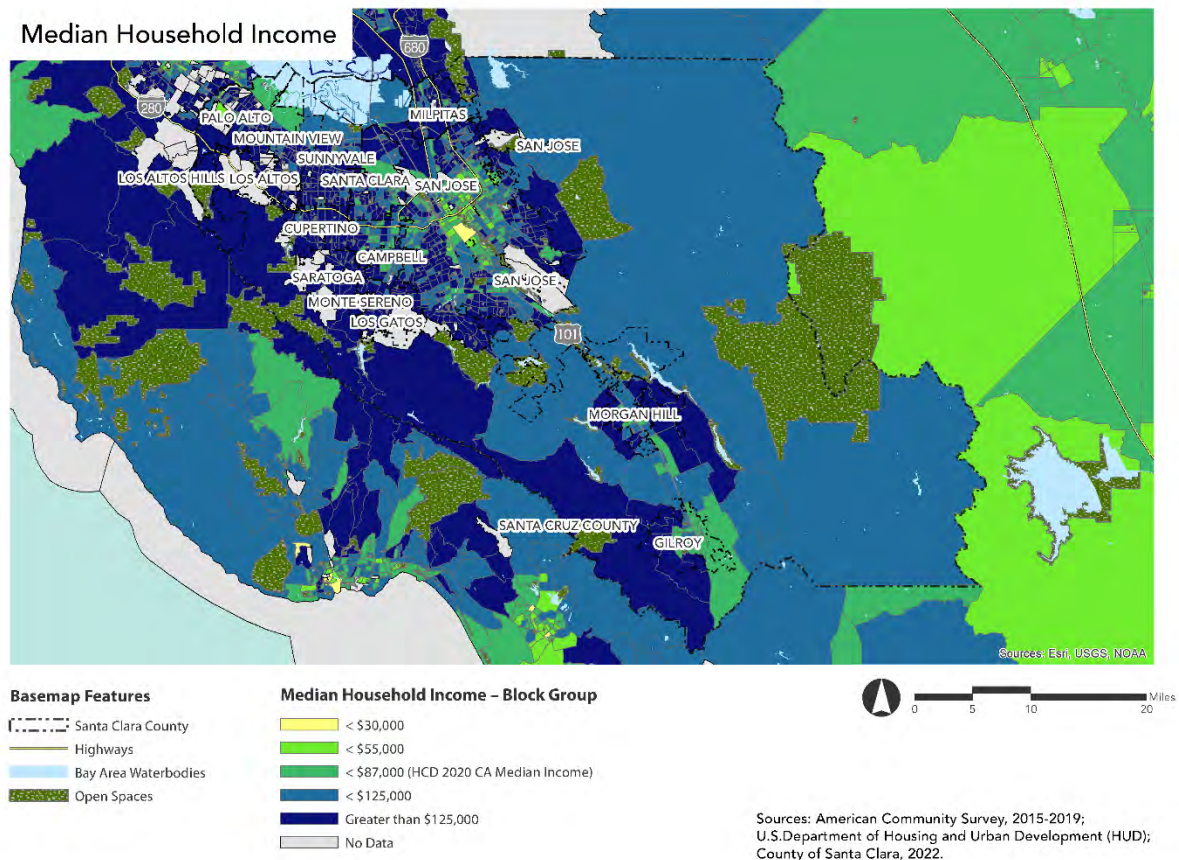 Median Household Income
680
280
PALO ALTO
MILPITAS
MOUNTAIN VIEW
SAN JOSE
SUNNYVALE
LOS ALTOS HILLS
LOS ALTOS
SANTA CLARA
SAN JOSE
CUPERTINO
CAMPBELL
SARATOGA
SAN JOSE
MONTE SERENO
LOS GATOS
101
MORGAN HILL
SANTA CRUZ COUNTY
GILROY
Sources: Esri, USGS, NOAA
Basemap Features
Santa Clara County
Highways
Bay Area Waterbodies
Open Spaces
Median Household Income – Block Group
< $30,000
< $55,000
< $87,000 (HCD 2020 CA Median Income)
< $125,000
Greater than $125,000
No Data
Miles
0 5 10 20
Sources: American Community Survey, 2015-2019;
U.S.Department of Housing and Urban Development (HUD);
County of Santa Clara, 2022.